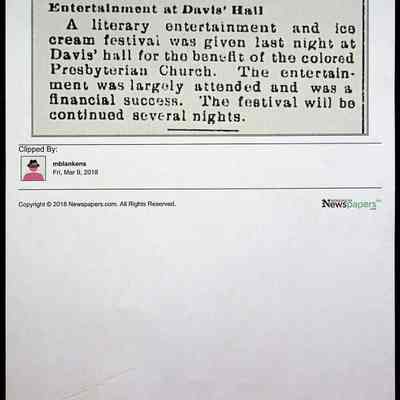 Entertainment at Davis' Hall
A literary entertainment and ice
cream festival was given last night at
Davis' hall for the benefit of the colored
Presbyterian Church. The entertain-
ment was largely attended and was a
financial success. The festival will be
continued several nights.
Clipped By:
mblankens
Fri, Mar 9, 2018
Copyright © 2018 Newspapers.com. All Rights Reserved.
Newspapers